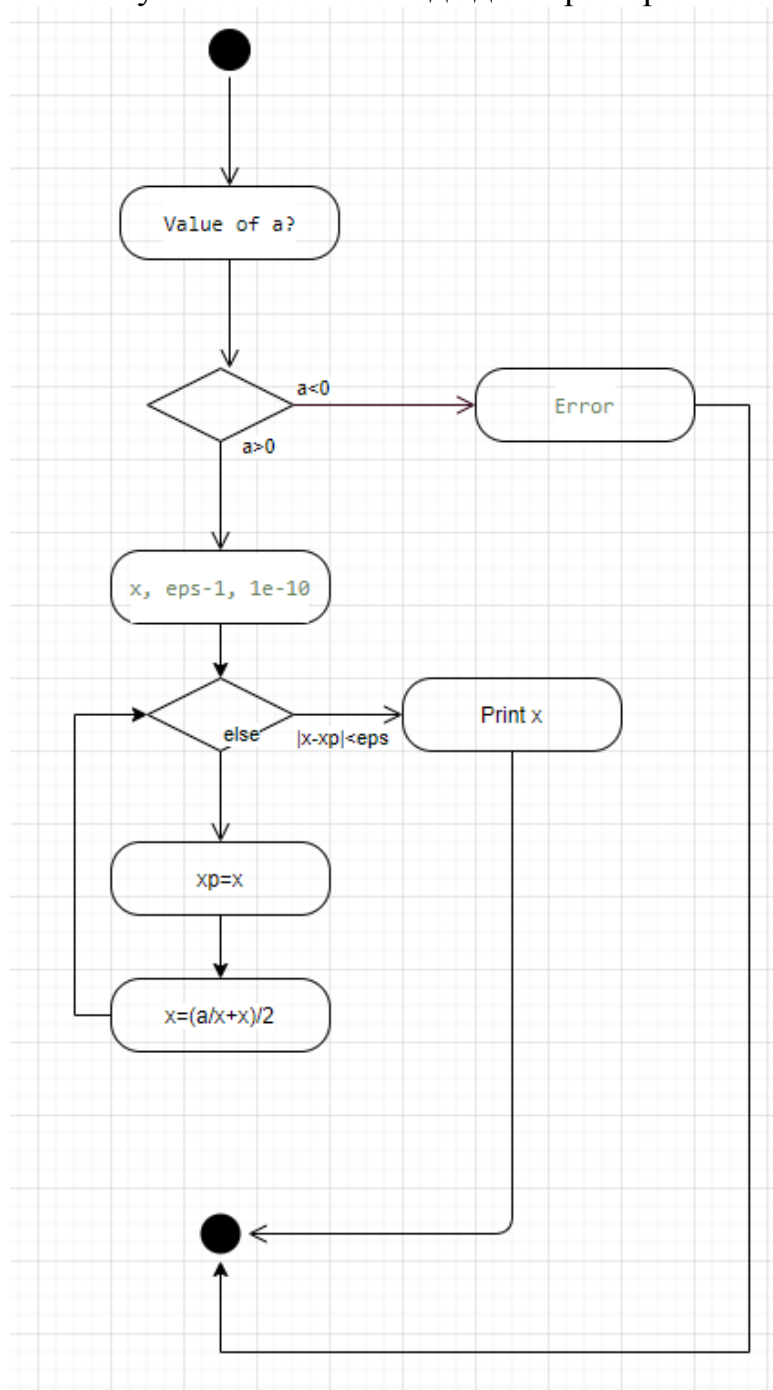 Value of a?
a<0
Error
a>0
x, eps-1, 1e-10
else
|x-xp|<eps
Print x
xp=x
x=(a/x+x)/2